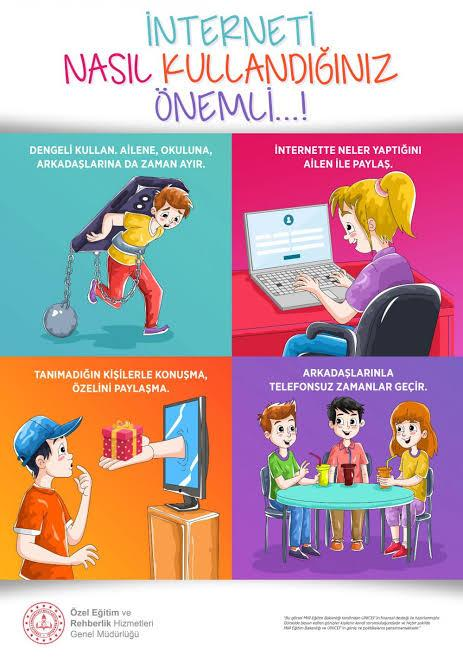 İNTERNETİ
NASIL KULLANDIĞINIZ
ÖNEMLİ...!
DENGELİ KULLAN. AİLENE, OKULUNA,
ARKADAŞLARINA DA ZAMAN AYIR.
İNTERNETTE NELER YAPTIĞINI
AİLEN İLE PAYLAŞ.
TANIMADIĞIN KİŞİLERLE KONUŞMA,
ÖZELİNİ PAYLAŞMA.
ARKADAŞLARINLA
TELEFONSUZ ZAMANLAR GEÇİR.
Özel Eğitim ve
Rehberlik Hizmetleri
Genel Müdürlüğü